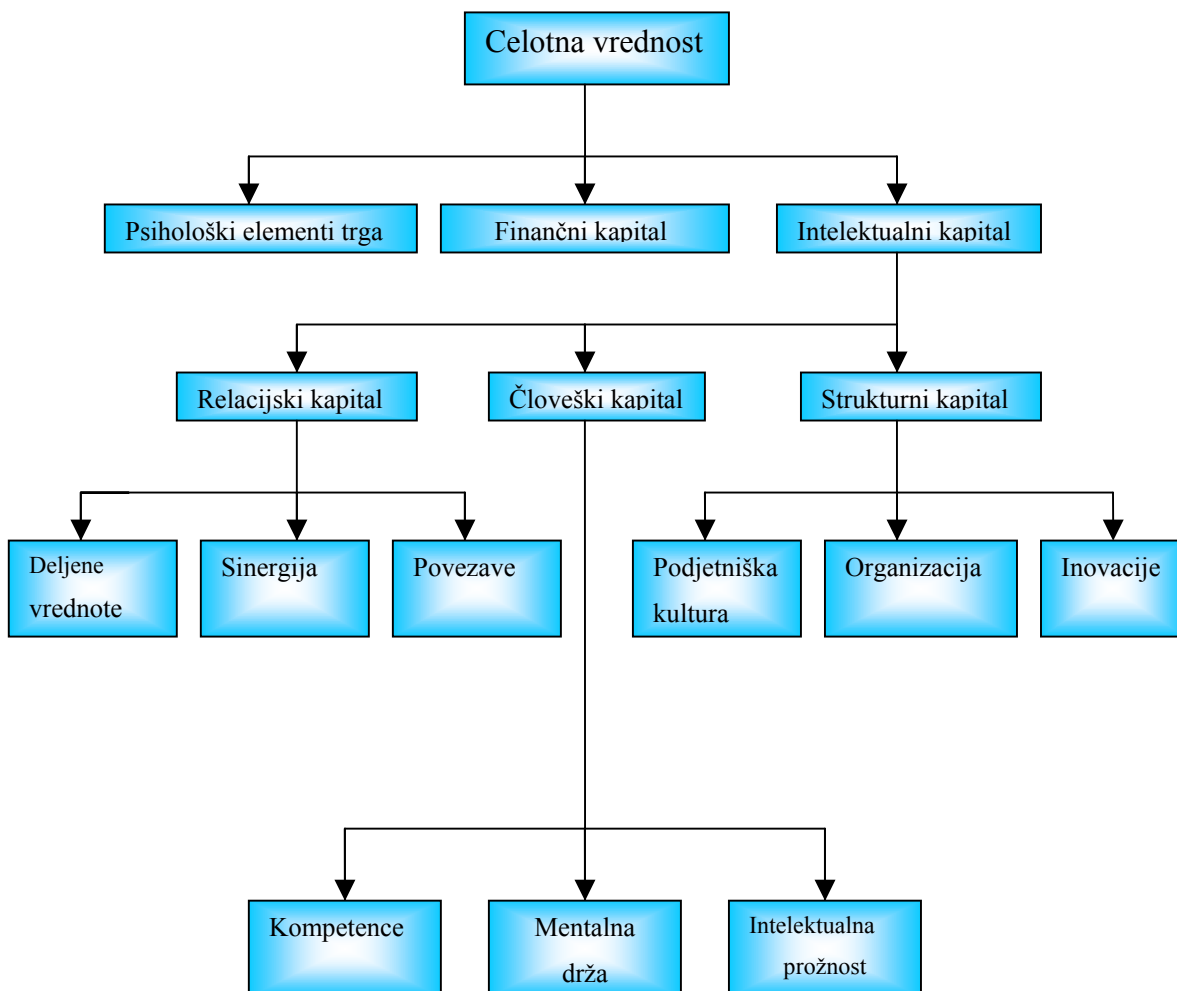 Celotna vrednost
Psihološki elementi trga
Finančni kapital
Intelektualni kapital
Relacijski kapital
Človeški kapital
Strukturni kapital
Deljene
vrednote
Sinergija
Povezave
Podjetniška
kultura
Organizacija
Inovacije
Kompetence
Mentalna
drža
Intelektualna
prožnost